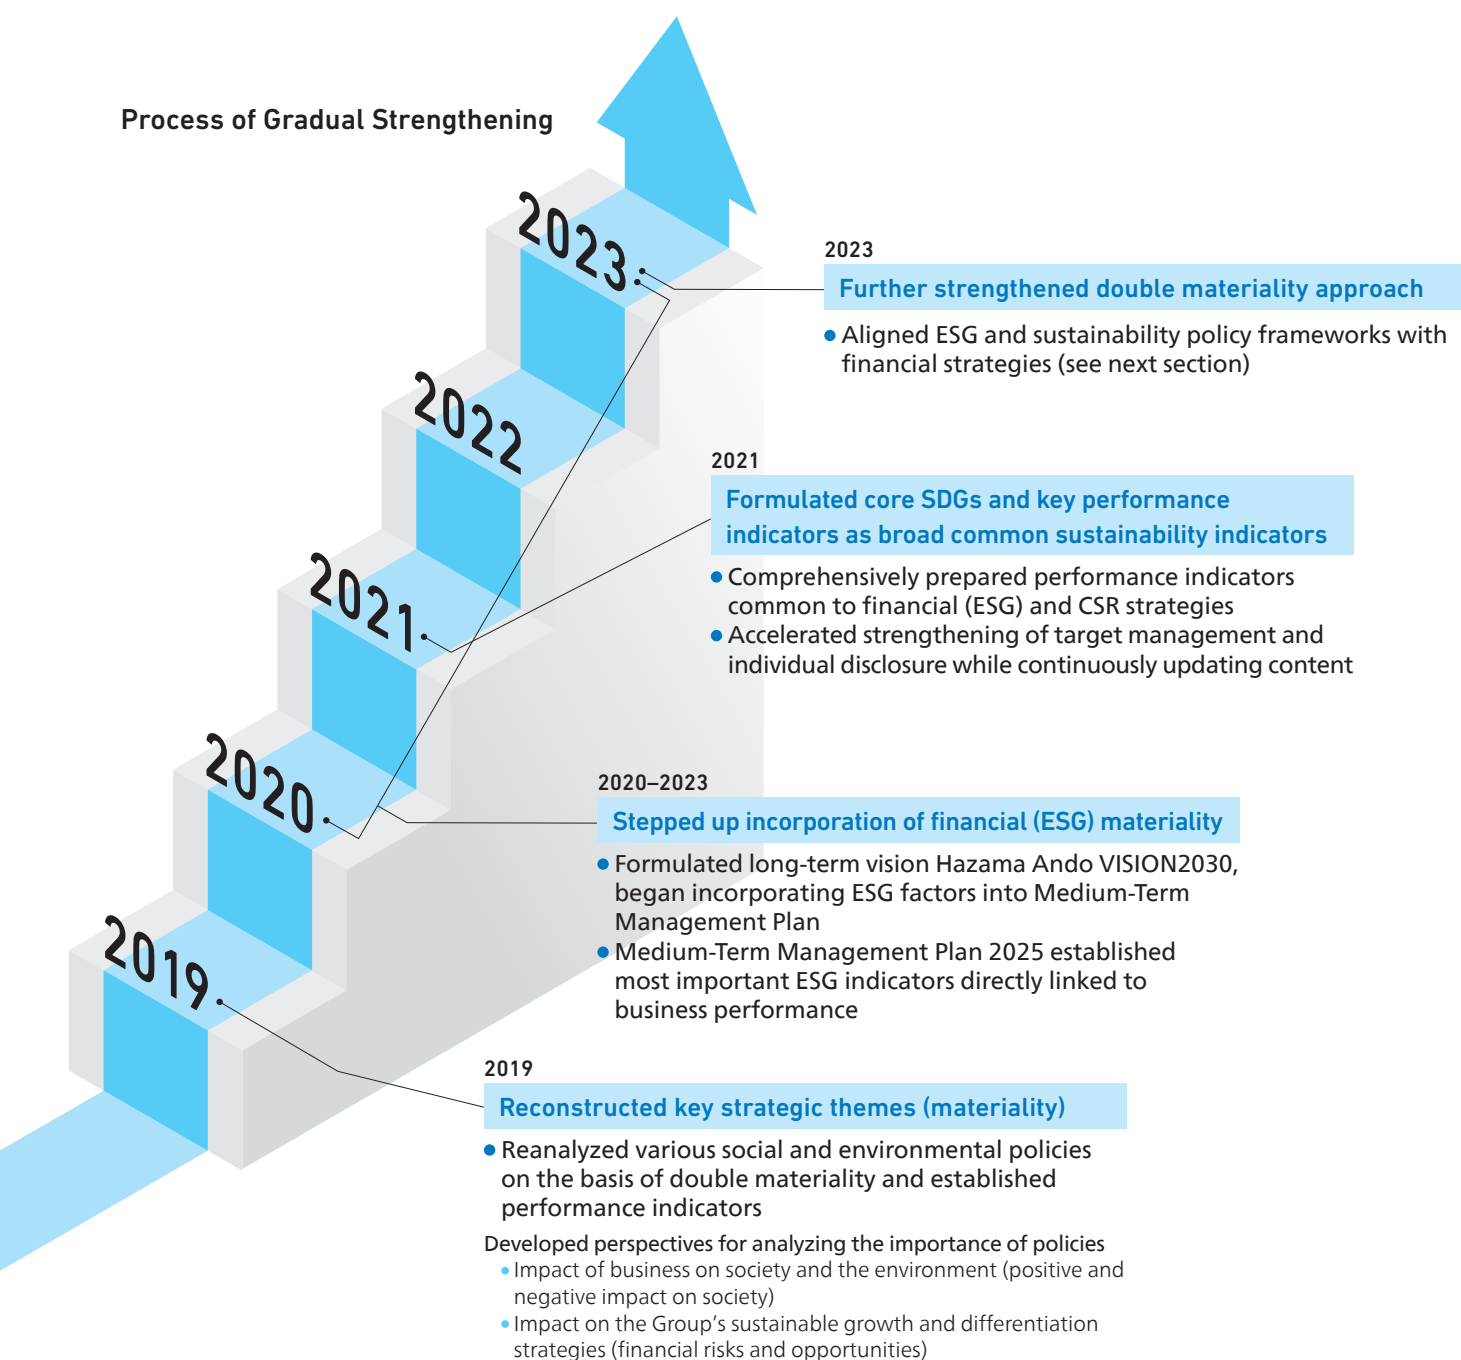 Process of Gradual Strengthening
2023
2022
2021
2020
2019
2023
Further strengthened double materiality approach
● Aligned ESG and sustainability policy frameworks with
financial strategies (see next section)
2021
Formulated core SDGs and key performance
indicators as broad common sustainability indicators
● Comprehensively prepared performance indicators
common to financial (ESG) and CSR strategies
● Accelerated strengthening of target management and
individual disclosure while continuously updating content
2020–2023
Stepped up incorporation of financial (ESG) materiality
● Formulated long-term vision Hazama Ando VISION2030,
began incorporating ESG factors into Medium-Term
Management Plan
● Medium-Term Management Plan 2025 established
most important ESG indicators directly linked to
business performance
2019
Reconstructed key strategic themes (materiality)
● Reanalyzed various social and environmental policies
on the basis of double materiality and established
performance indicators
Developed perspectives for analyzing the importance of policies
● Impact of business on society and the environment (positive and
negative impact on society)
● Impact on the Group's sustainable growth and differentiation
strategies (financial risks and opportunities)